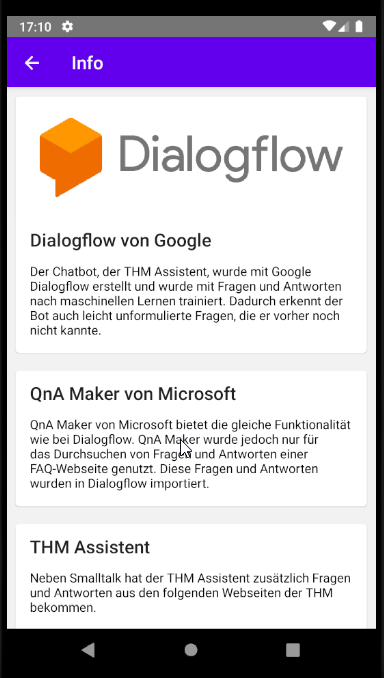 17:10
Info
Dialogflow
Dialogflow von Google
Der Chatbot, der THM Assistent, wurde mit Google
Dialogflow erstellt und wurde mit Fragen und Antworten
nach maschinellen Lernen trainiert. Dadurch erkennt der
Bot auch leicht unformulierte Fragen, die er vorher noch
nicht kannte.
QnA Maker von Microsoft
QnA Maker von Microsoft bietet die gleiche Funktionalität
wie bei Dialogflow. QnA Maker wurde jedoch nur für
das Durchsuchen von Fragen und Antworten einer
FAQ-Webseite genutzt. Diese Fragen und Antworten
wurden in Dialogflow importiert.
THM Assistent
Neben Smalltalk hat der THM Assistent zusätzlich Fragen
und Antworten aus den folgenden Webseiten der THM
bekommen.